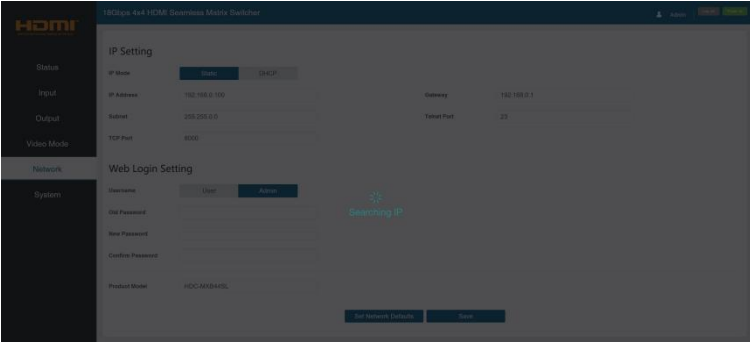 HDMI
18Gbps 4x4 HDMI Seamless Matrix Switcher
Admin
Status
Input
Output
Video Mode
Network
System
IP Setting
IP Mode Static DHCP
IP Address 192.168.0.100 Gateway 192.168.0.1
Subnet 255.255.0.0 Telnet Port 23
TCP Port 8000
Web Login Setting
Username User Admin
Old Password
New Password
Confirm Password
Product Model
Searching IP
Set Network Defaults Save